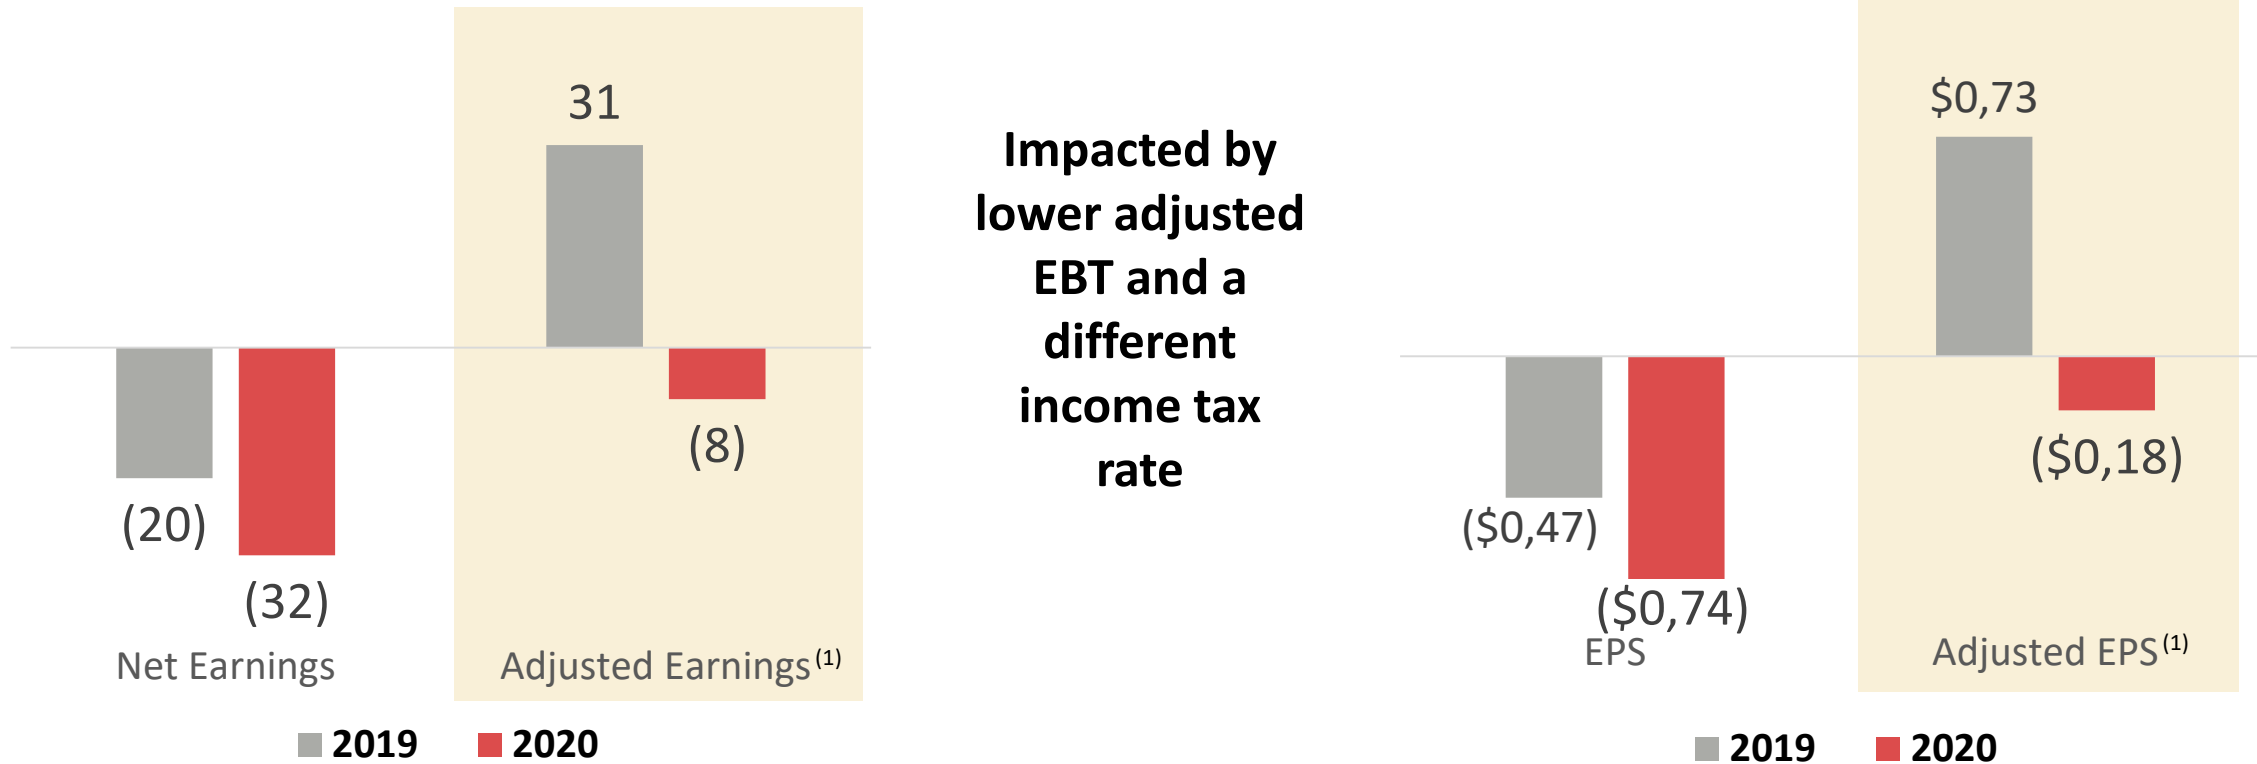 31
(8)
(20)
(32)
Net Earnings
Adjusted Earnings(1)
2019
2020
Impacted by
lower adjusted
EBT and a
different
income tax
rate
$0,73
($0,18)
($0,47)
($0,74)
EPS
Adjusted EPS(1)
2019
2020